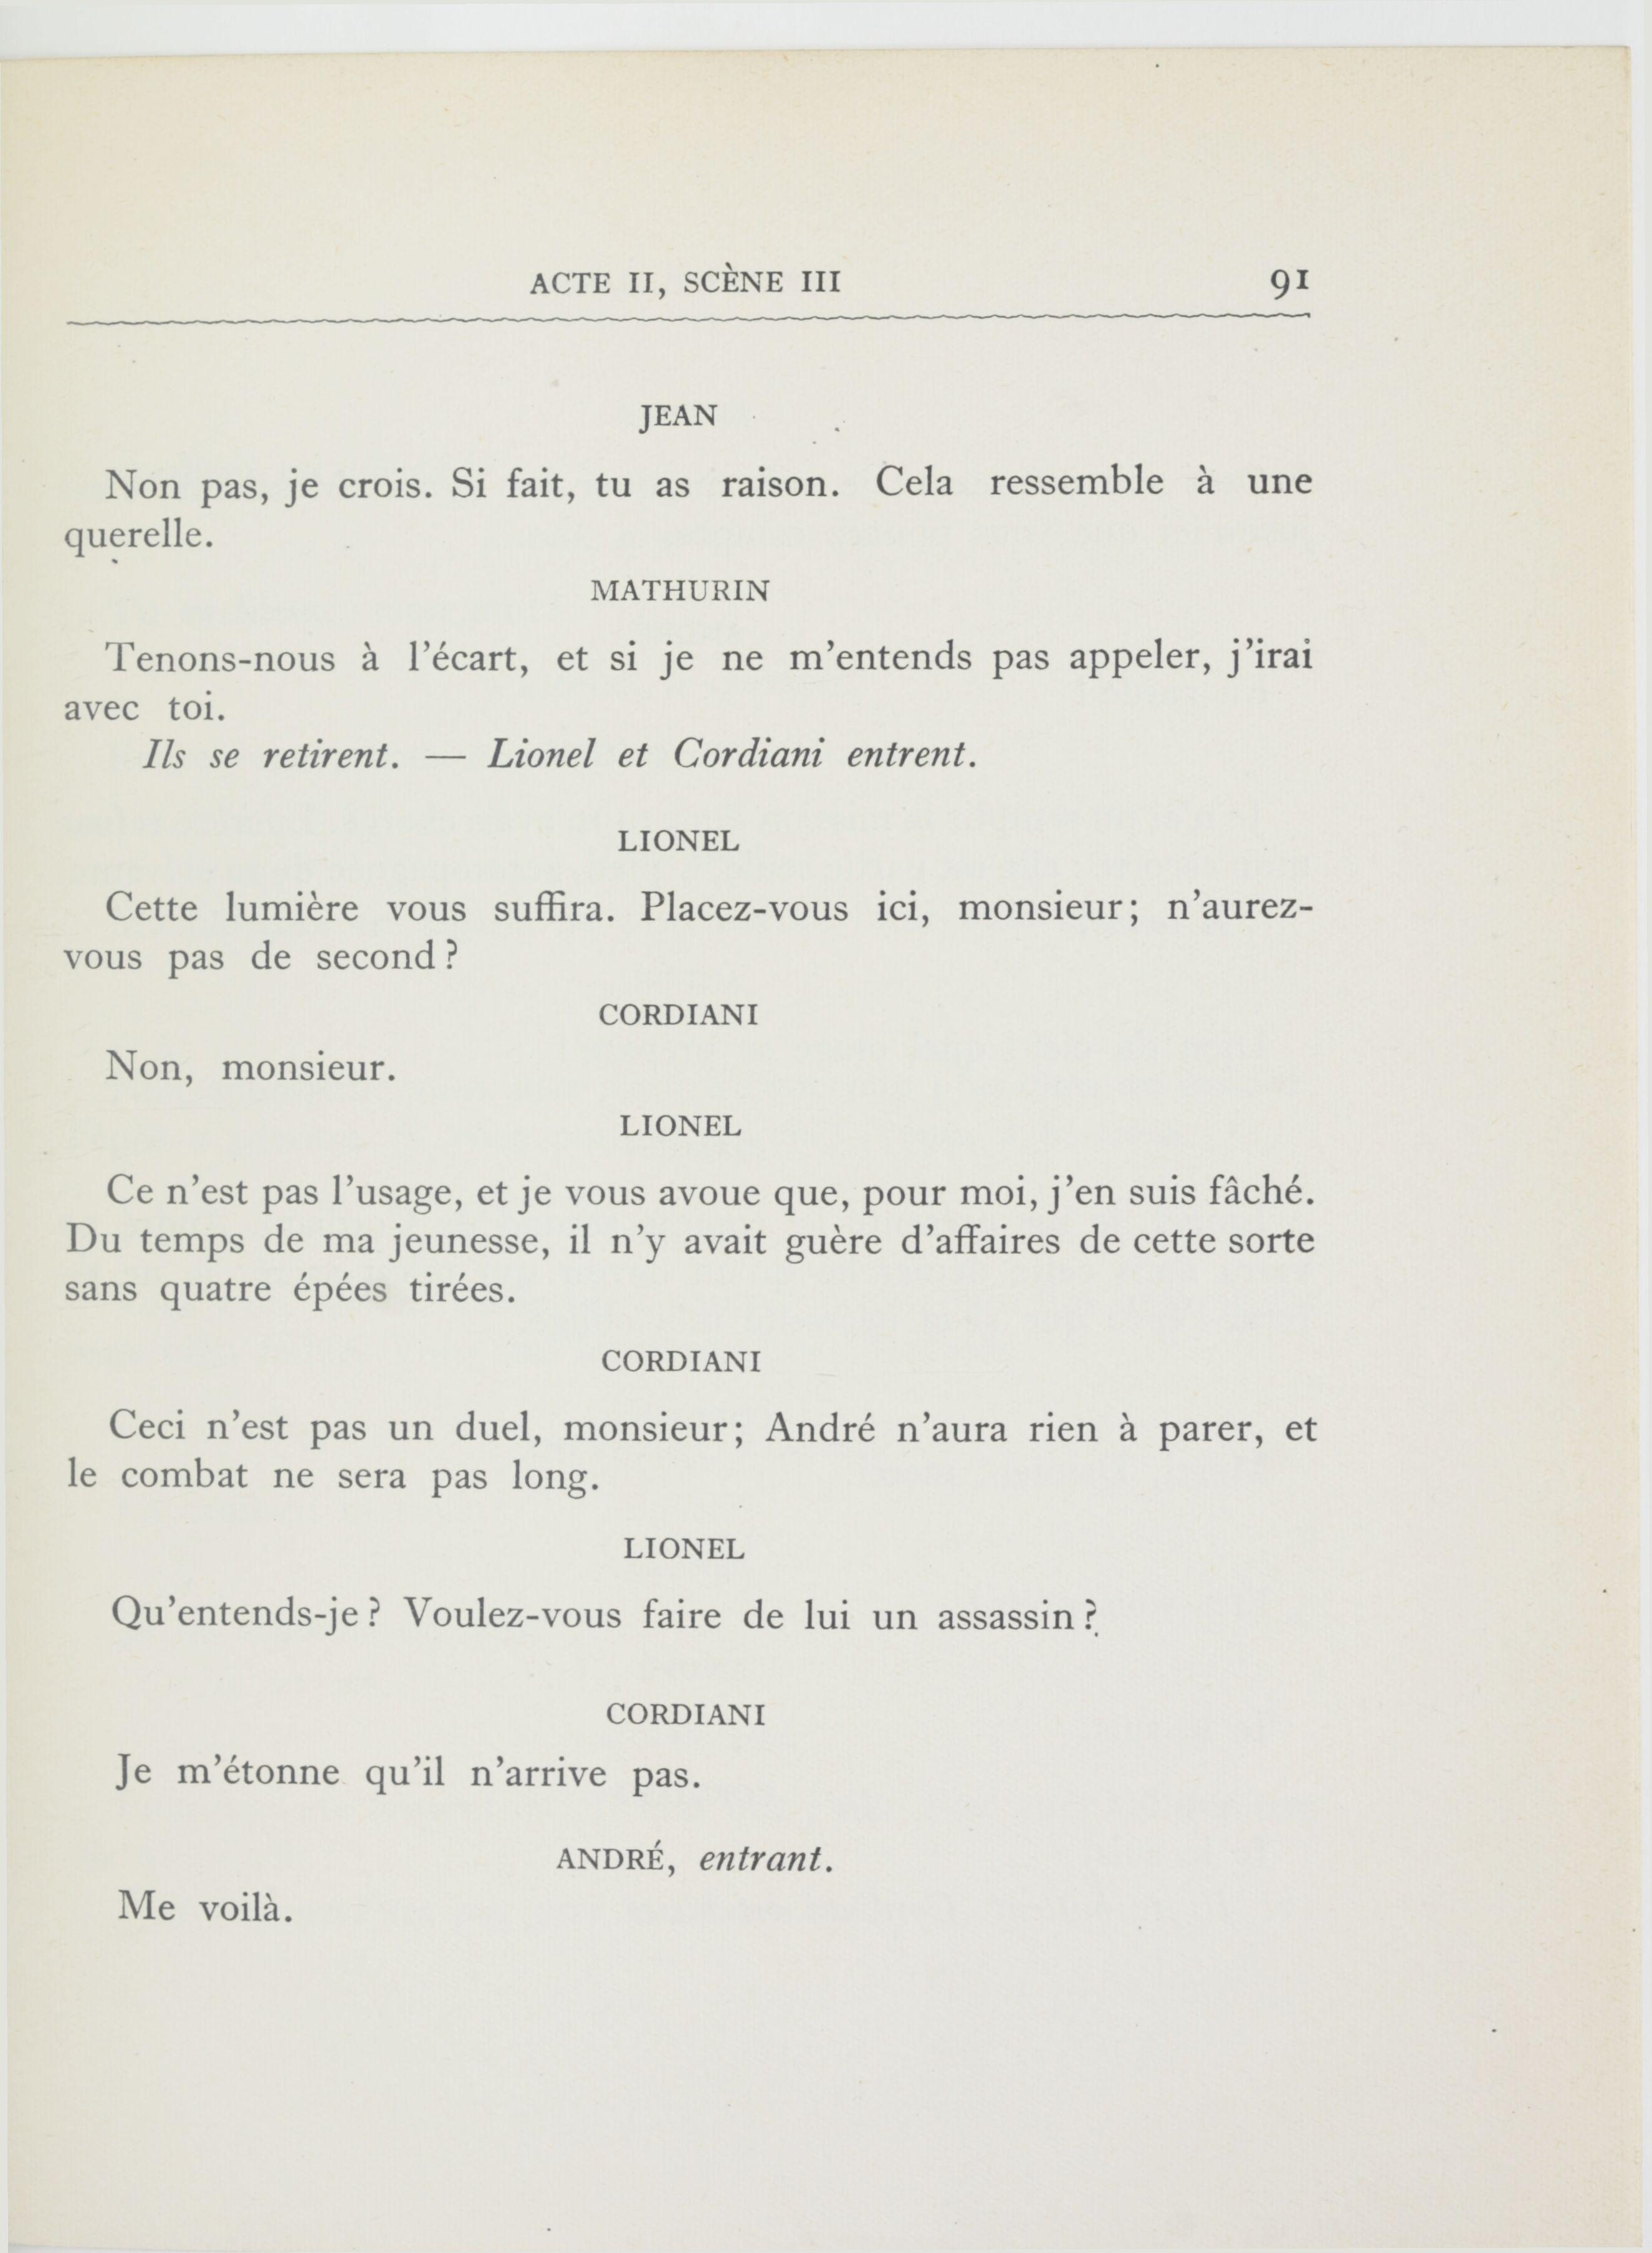 ACTE II, SCÈNE III 91
JEAN
Non pas, je crois. Si fait, tu as raison. Cela ressemble à une
querelle.
MATHURIN
Tenons-nous à l'écart, et si je ne m'entends pas appeler, j'irai
avec toi.
Ils se retirent. — Lionel et Cordiani entrent.
LIONEL
Cette lumière vous suffira. Placez-vous ici, monsieur; n'aurez-
vous pas de second?
CORDIANI
Non, monsieur.
LIONEL
Ce n'est pas l'usage, et je vous avoue que, pour moi, j'en suis fâché.
Du temps de ma jeunesse, il n'y avait guère d'affaires de cette sorte
sans quatre épées tirées.
CORDIANI
Ceci n'est pas un duel, monsieur; André n'aura rien à parer, et
le combat ne sera pas long.
LIONEL
Qu'entends-je? Voulez-vous faire de lui un assassin?
CORDIANI
Je m'étonne qu'il n'arrive pas.
ANDRÉ, entrant.
Me voilà.